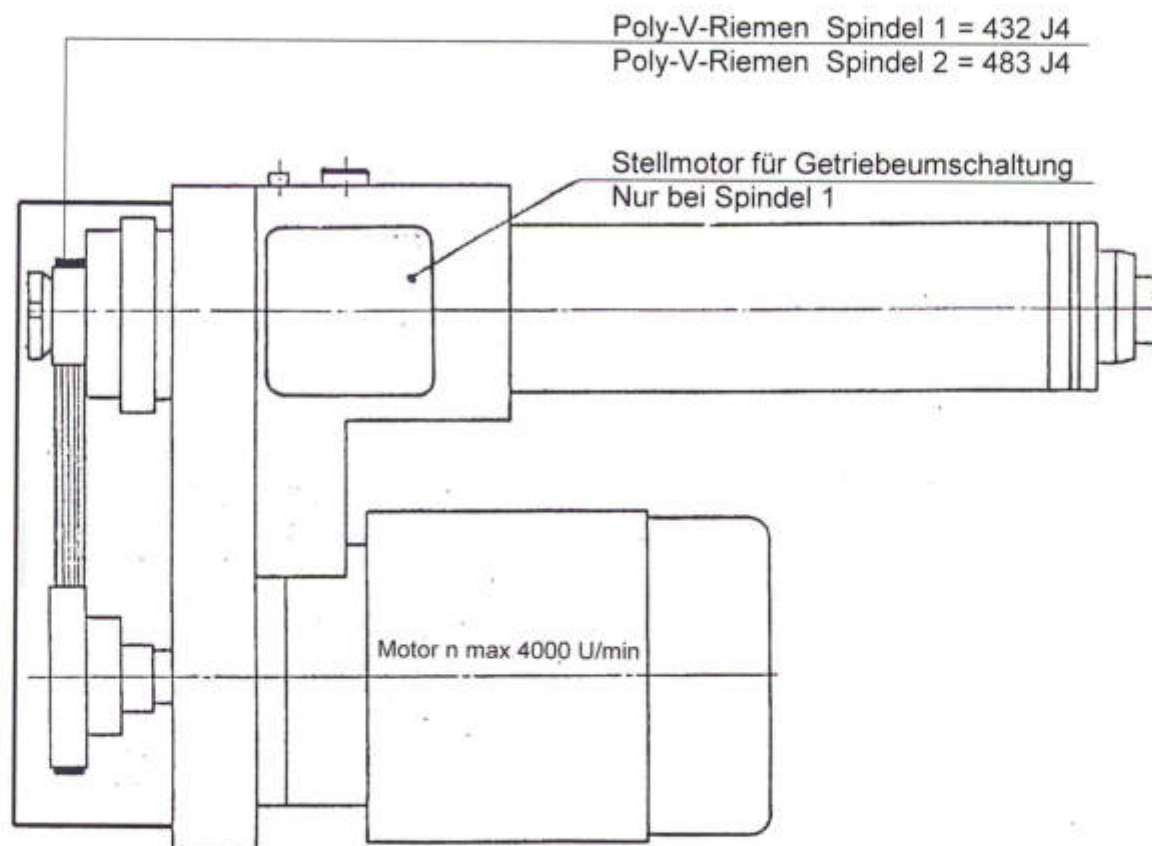 Poly-V-Riemen Spindel 1 = 432 J4
Poly-V-Riemen Spindel 2 = 483 J4
Stellmotor für Getriebeumschaltung
Nur bei Spindel 1
Motor n max 4000 U/min